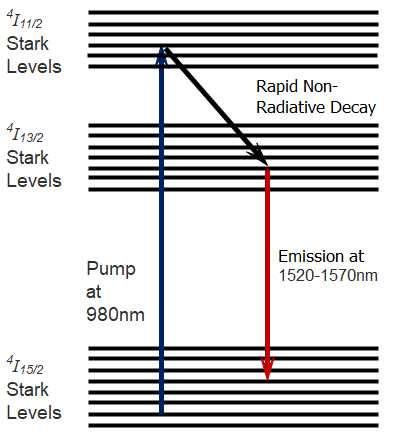 4I11/2
Stark
Levels
Rapid Non-
Radiative Decay
4I13/2
Stark
Levels
Pump
at
980nm
Emission at
1520-1570nm
4I15/2
Stark
Levels